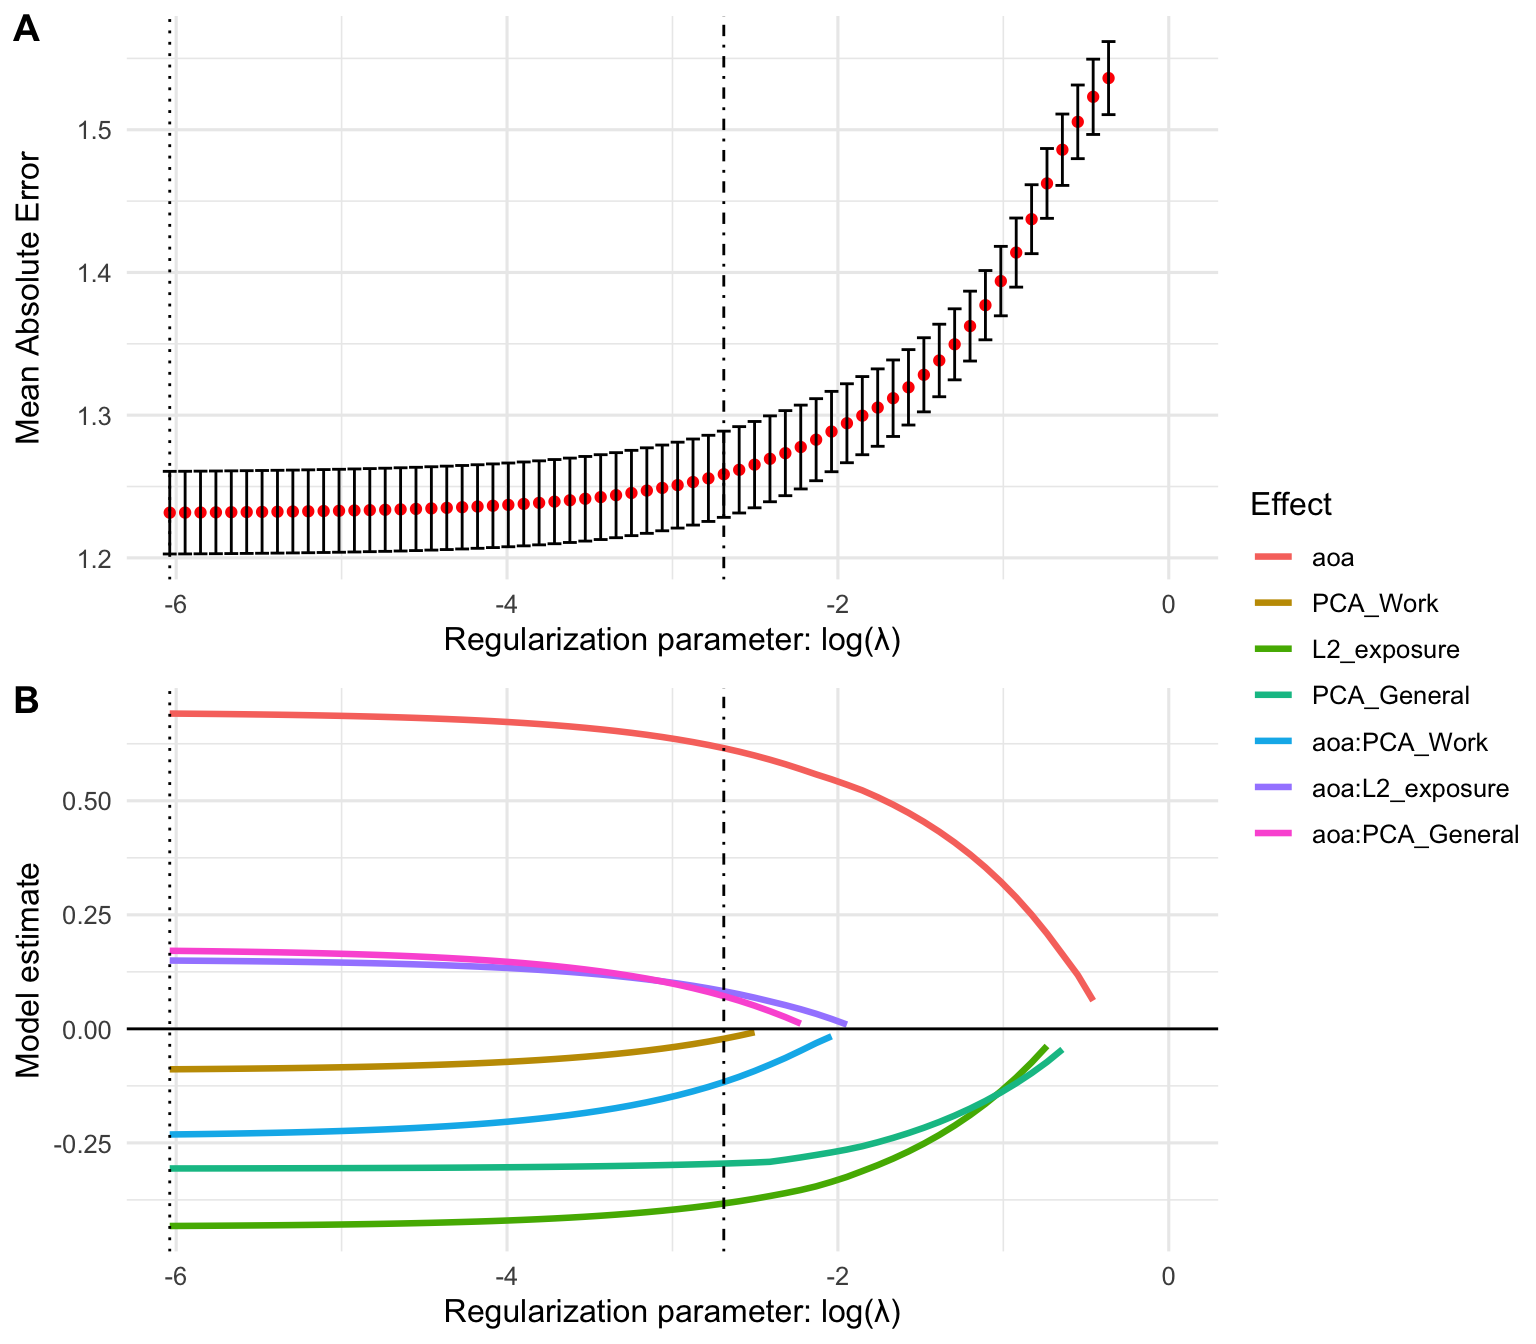 A
Mean Absolute Error
1.5
1.4
1.3
1.2
-6
-4
-2
0
Regularization parameter: log(λ)
Effect
aoa
PCA_Work
L2_exposure
PCA_General
aoa:PCA_Work
aoa:L2_exposure
aoa:PCA_General
B
Model estimate
0.50
0.25
0.00
-0.25
-6
-4
-2
0
Regularization parameter: log(λ)